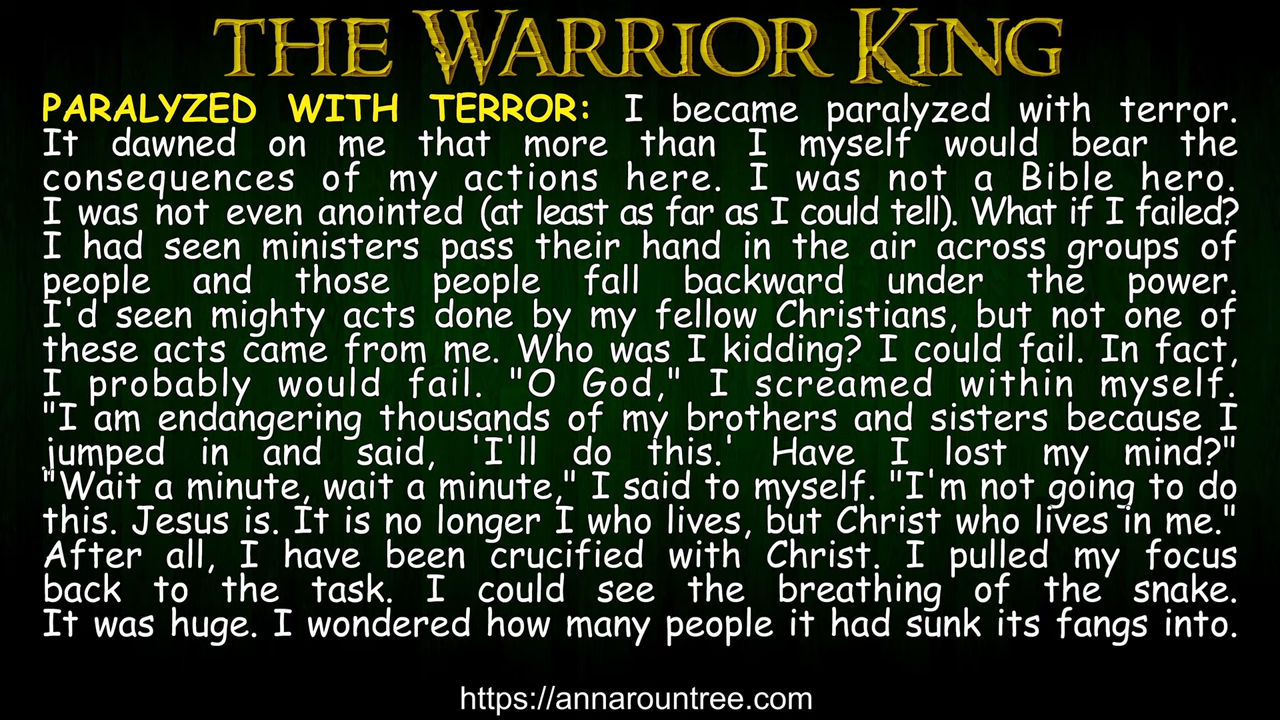 THE WARRIOR KING
PARALYZED WITH TERROR: I became paralyzed with terror.
It dawned on me that more than I myself would bear the
consequences of my actions here. I was not a Bible hero.
I was not even anointed (at least as far as I could tell). What if I failed?
I had seen ministers pass their hand in the air across groups of
people and those people fall backward under the power.
I'd seen mighty acts done by my fellow Christians, but not one of
these acts came from me. Who was I kidding? I could fail. In fact,
I probably would fail. "O God," I screamed within myself.
"I am endangering thousands of my brothers and sisters because I
jumped in and said, 'I'll do this.' Have I lost my mind?"
"Wait a minute, wait a minute," I said to myself. "I'm not going to do
this. Jesus is. It is no longer I who lives, but Christ who lives in me."
After all, I have been crucified with Christ. I pulled my focus
back to the task. I could see the breathing of the snake.
It was huge. I wondered how many people it had sunk its fangs into.
https://annarountree.com